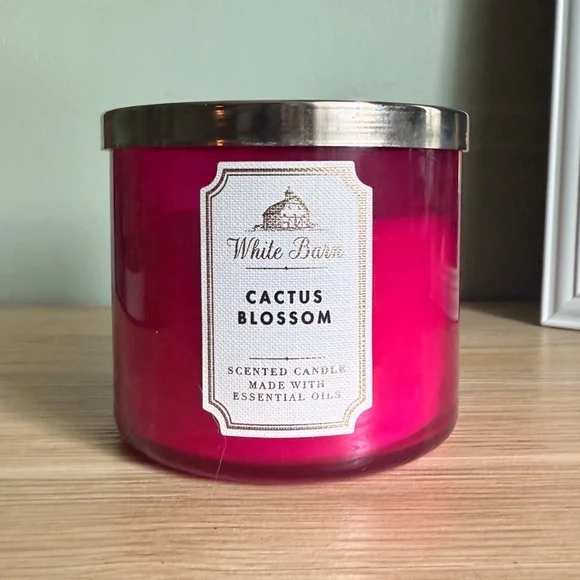 White Barn
CACTUS
BLOSSOM
SCENTED CANDLE
MADE WITH
ESSENTIAL OILS